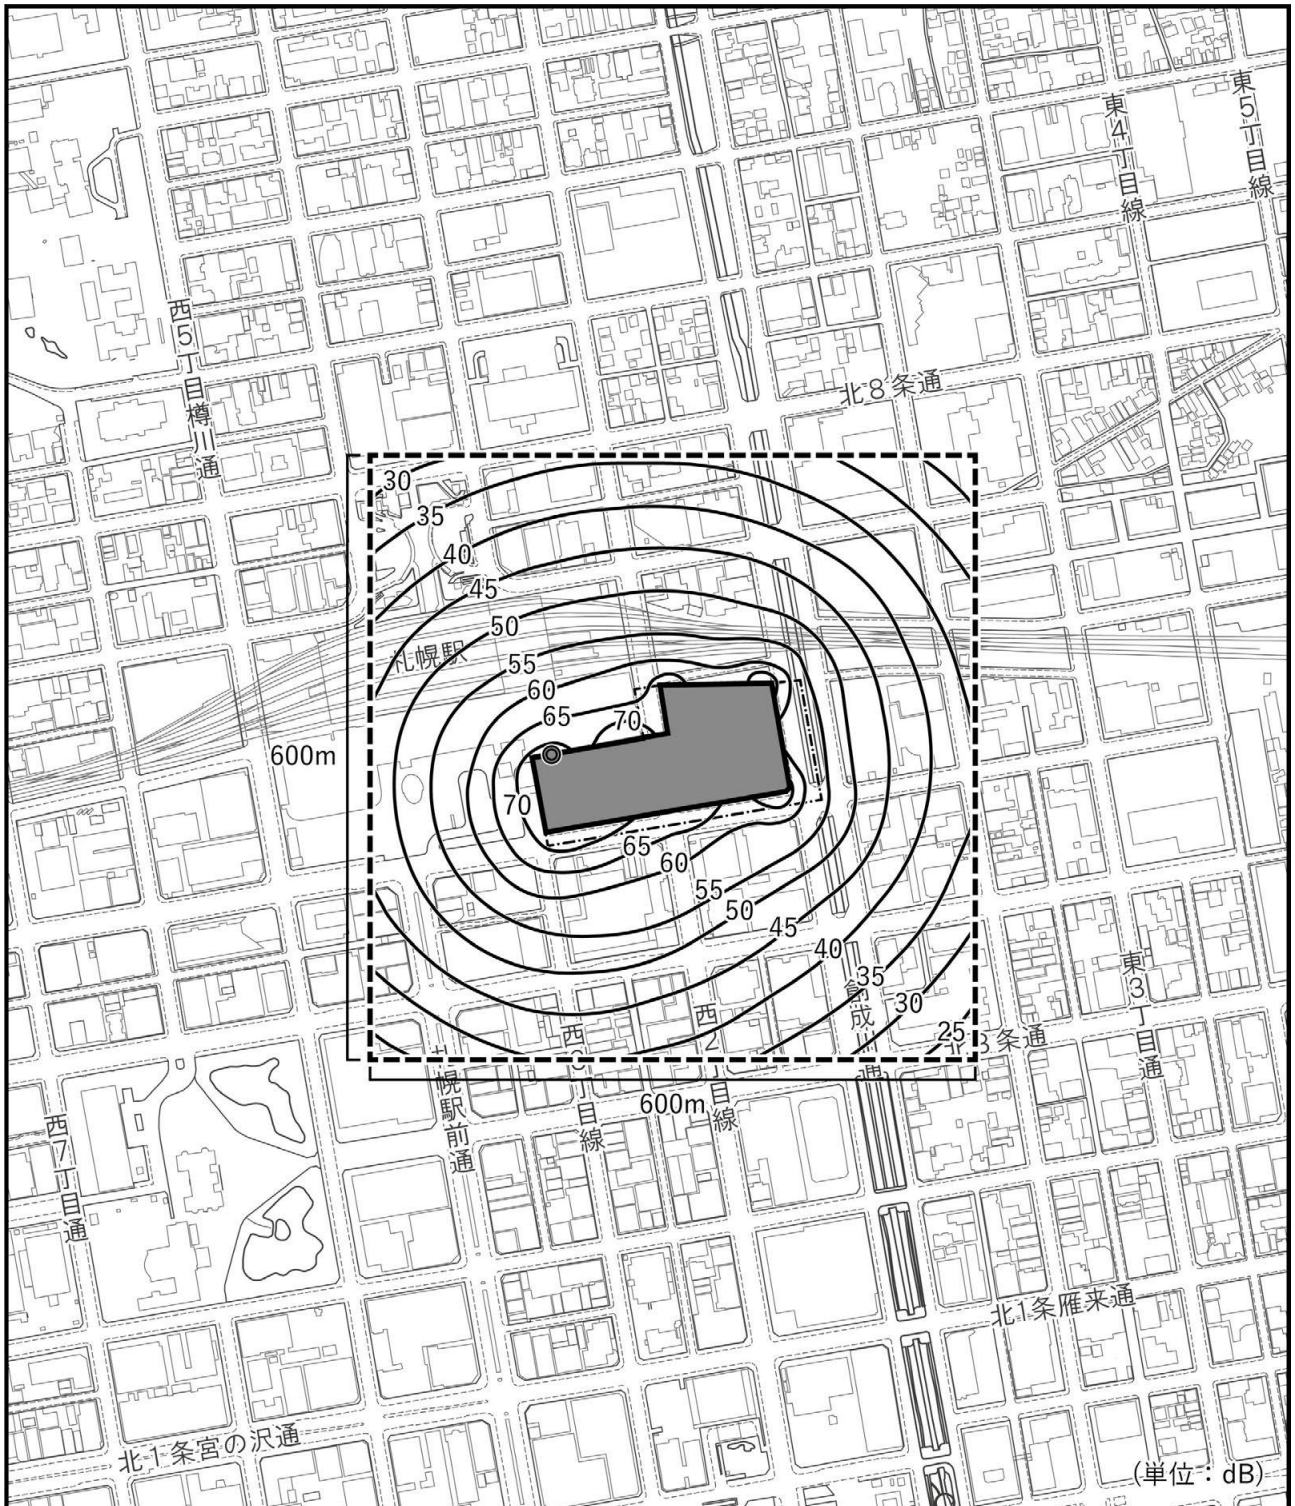 東5丁目線
東4丁目線
西5丁目樽川通
北8条通
30
35
40
45
50
札幌駅
55
60
65
70
600m
70
65
60
55
50
45
40
35
30
25
創成川通
北3条通
東3丁目通
西3丁目線
西2丁目線
札幌駅前通
600m
西7丁目通
北1条雁来通
北1条宮の沢通
(単位：dB)